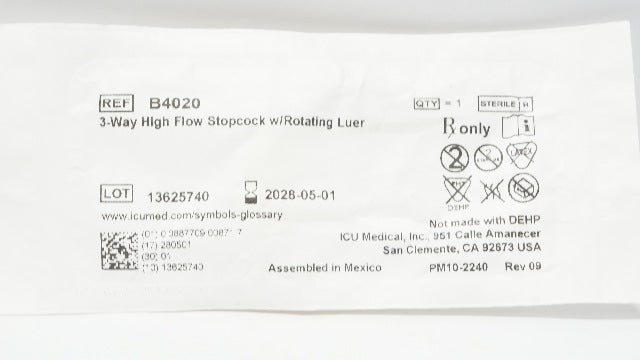 REF B4020
3-Way High Flow Stopcock w/Rotating Luer
QTY = 1 STERILE R
Rx only
LOT 13625740 2028-05-01
www.icumed.com/symbols-glossary
DEHP
Not made with DEHP
ICU Medical, Inc., 951 Calle Amanecer
San Clemente, CA 92673 USA
(17) 280501
(30) 01
(10) 13625740
Assembled in Mexico PM10-2240 Rev 09